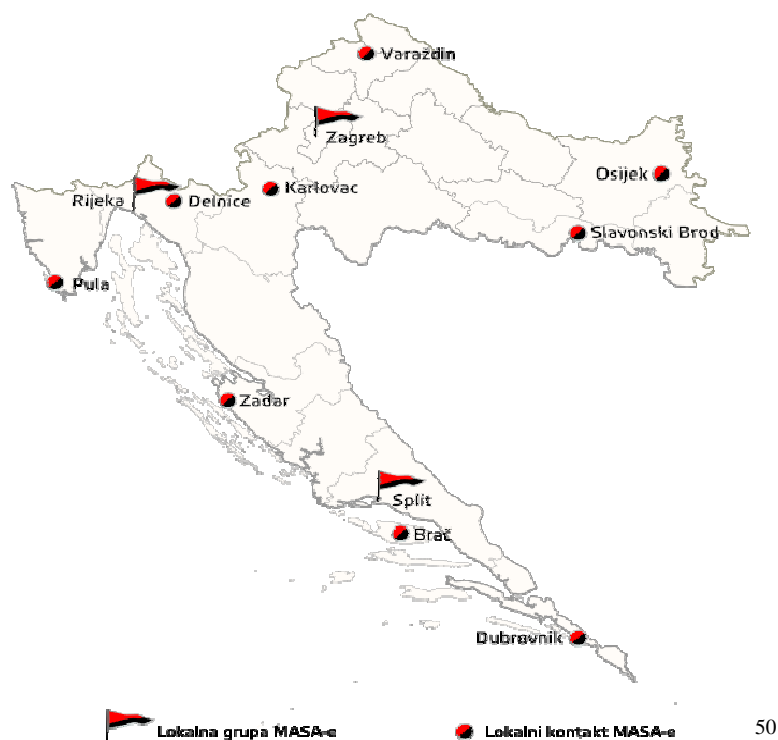 Varaždin
Zagreb
Osijek
Karlovac
Rijeka
Delnice
Slavonski Brod
Pula
Zadar
Split
Brač
Dubrovnik
Lokalna grupa MASA-e
Lokalni kontakt MASA-e
50